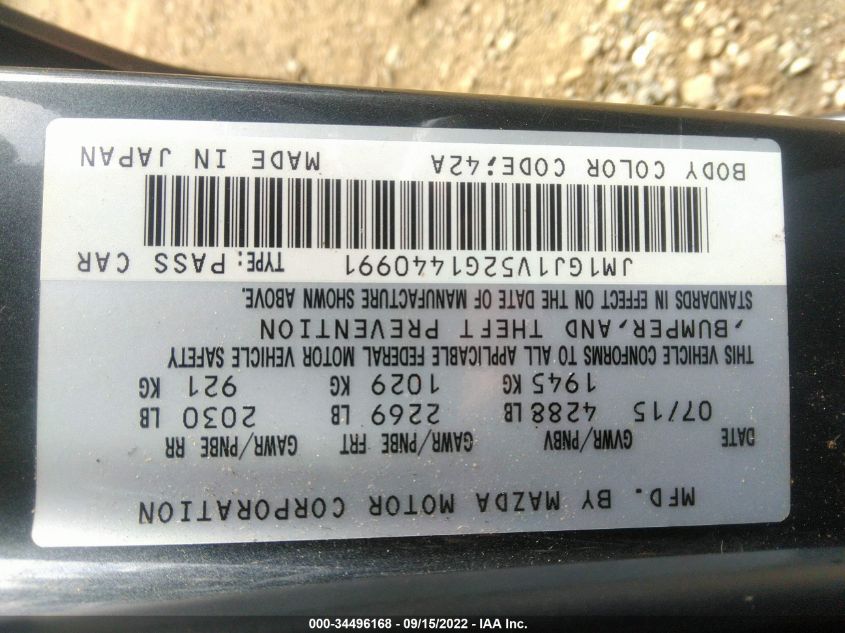 MFD. BY MAZDA MOTOR CORPORATION
DATE GVWR/PNBV GAWR/PNBE FRT GAWR/PNBE RR
07/15 4288 LB 2269 LB 2030 LB
1945 KG 1029 KG 921 KG
THIS VEHICLE CONFORMS TO ALL APPLICABLE FEDERAL MOTOR VEHICLE SAFETY
,BUMPER,AND THEFT PREVENTION
STANDARDS IN EFFECT ON THE DATE OF MANUFACTURE SHOWN ABOVE.
JM1GJ1V52G1440991 TYPE:PASS CAR
BODY COLOR CODE;42A MADE IN JAPAN
000-34496168 - 09/15/2022 - IAA Inc.